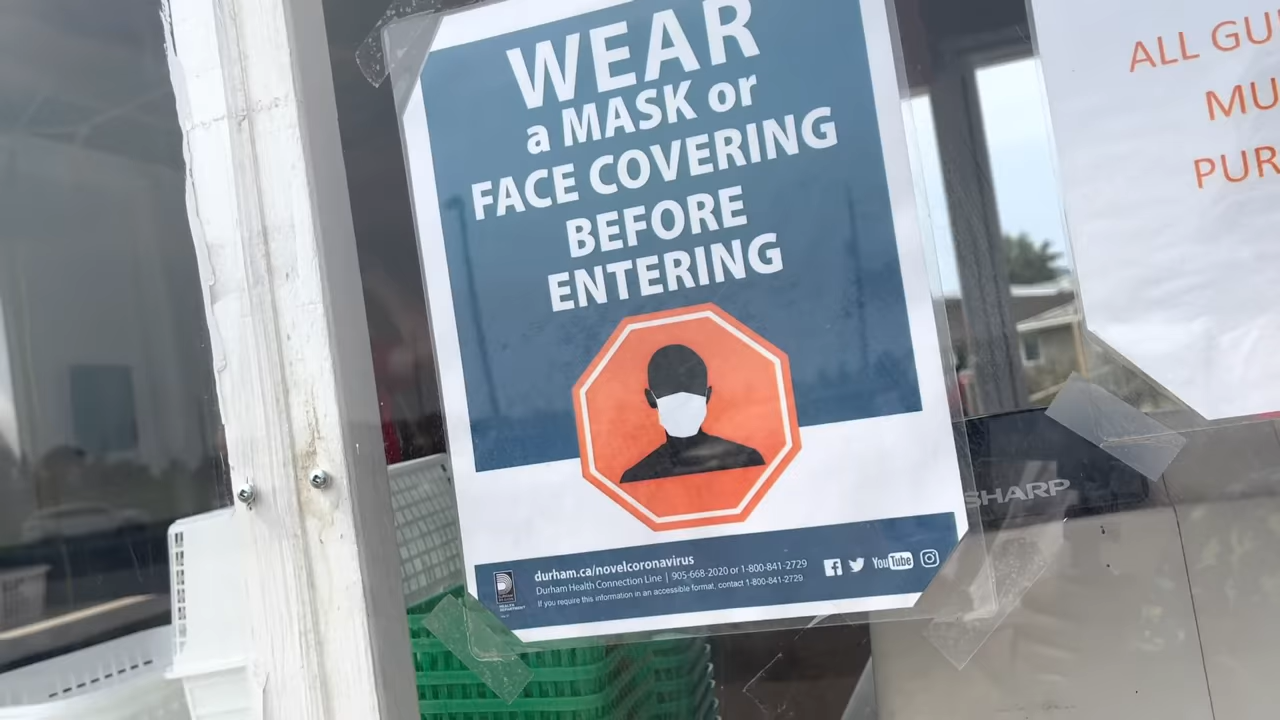 WEAR
a MASK or
FACE COVERING
BEFORE
ENTERING
durham.ca/novelcoronavirus
Durham Health Connection Line | 905-668-2020 or 1-800-841-2729
If you require this information in an accessible format, contact 1-800-841-2729
YouTube
ALL GU
MU
PUR
SHARP